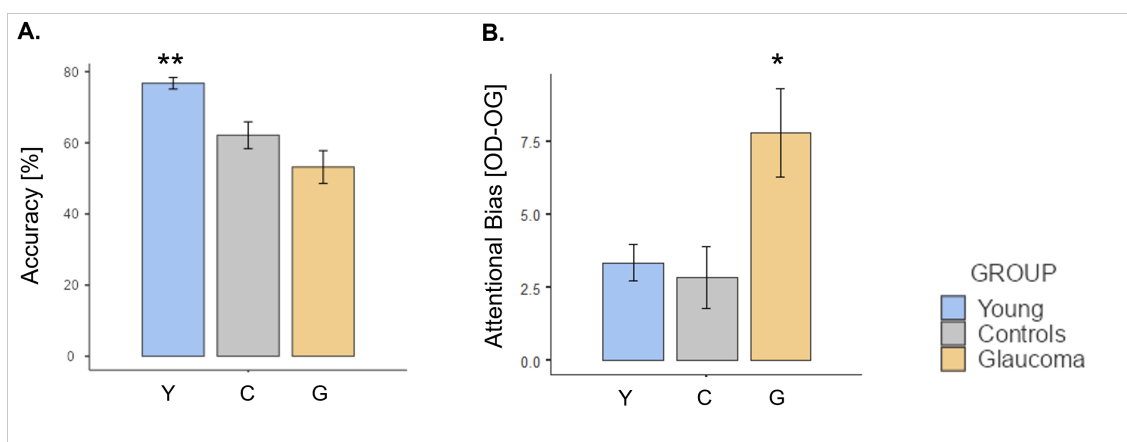 A.
**
80
60
40
20
0
Accuracy [%]
Y C G
B.
*
7.5
5.0
2.5
0.0
Attentional Bias [OD-OG]
Y C G
GROUP
Young
Controls
Glaucoma